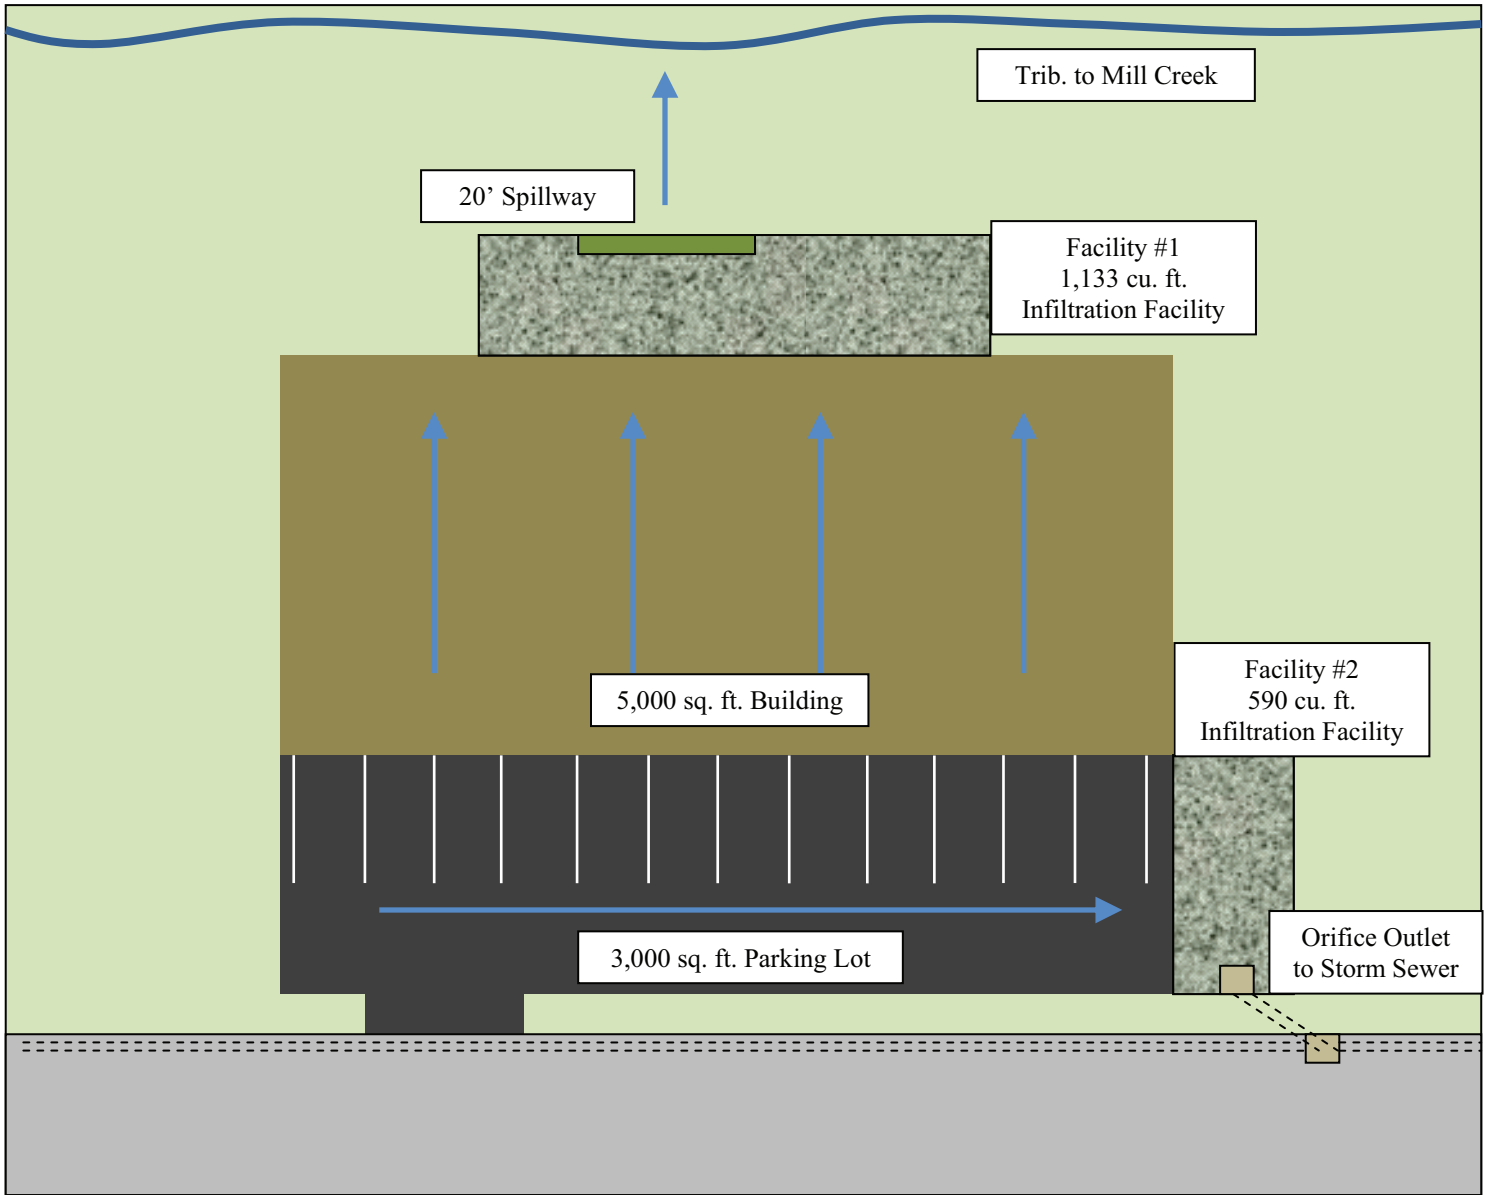 Trib. to Mill Creek
20’ Spillway
Facility #1
1,133 cu. ft.
Infiltration Facility
5,000 sq. ft. Building
Facility #2
590 cu. ft.
Infiltration Facility
3,000 sq. ft. Parking Lot
Orifice Outlet
to Storm Sewer